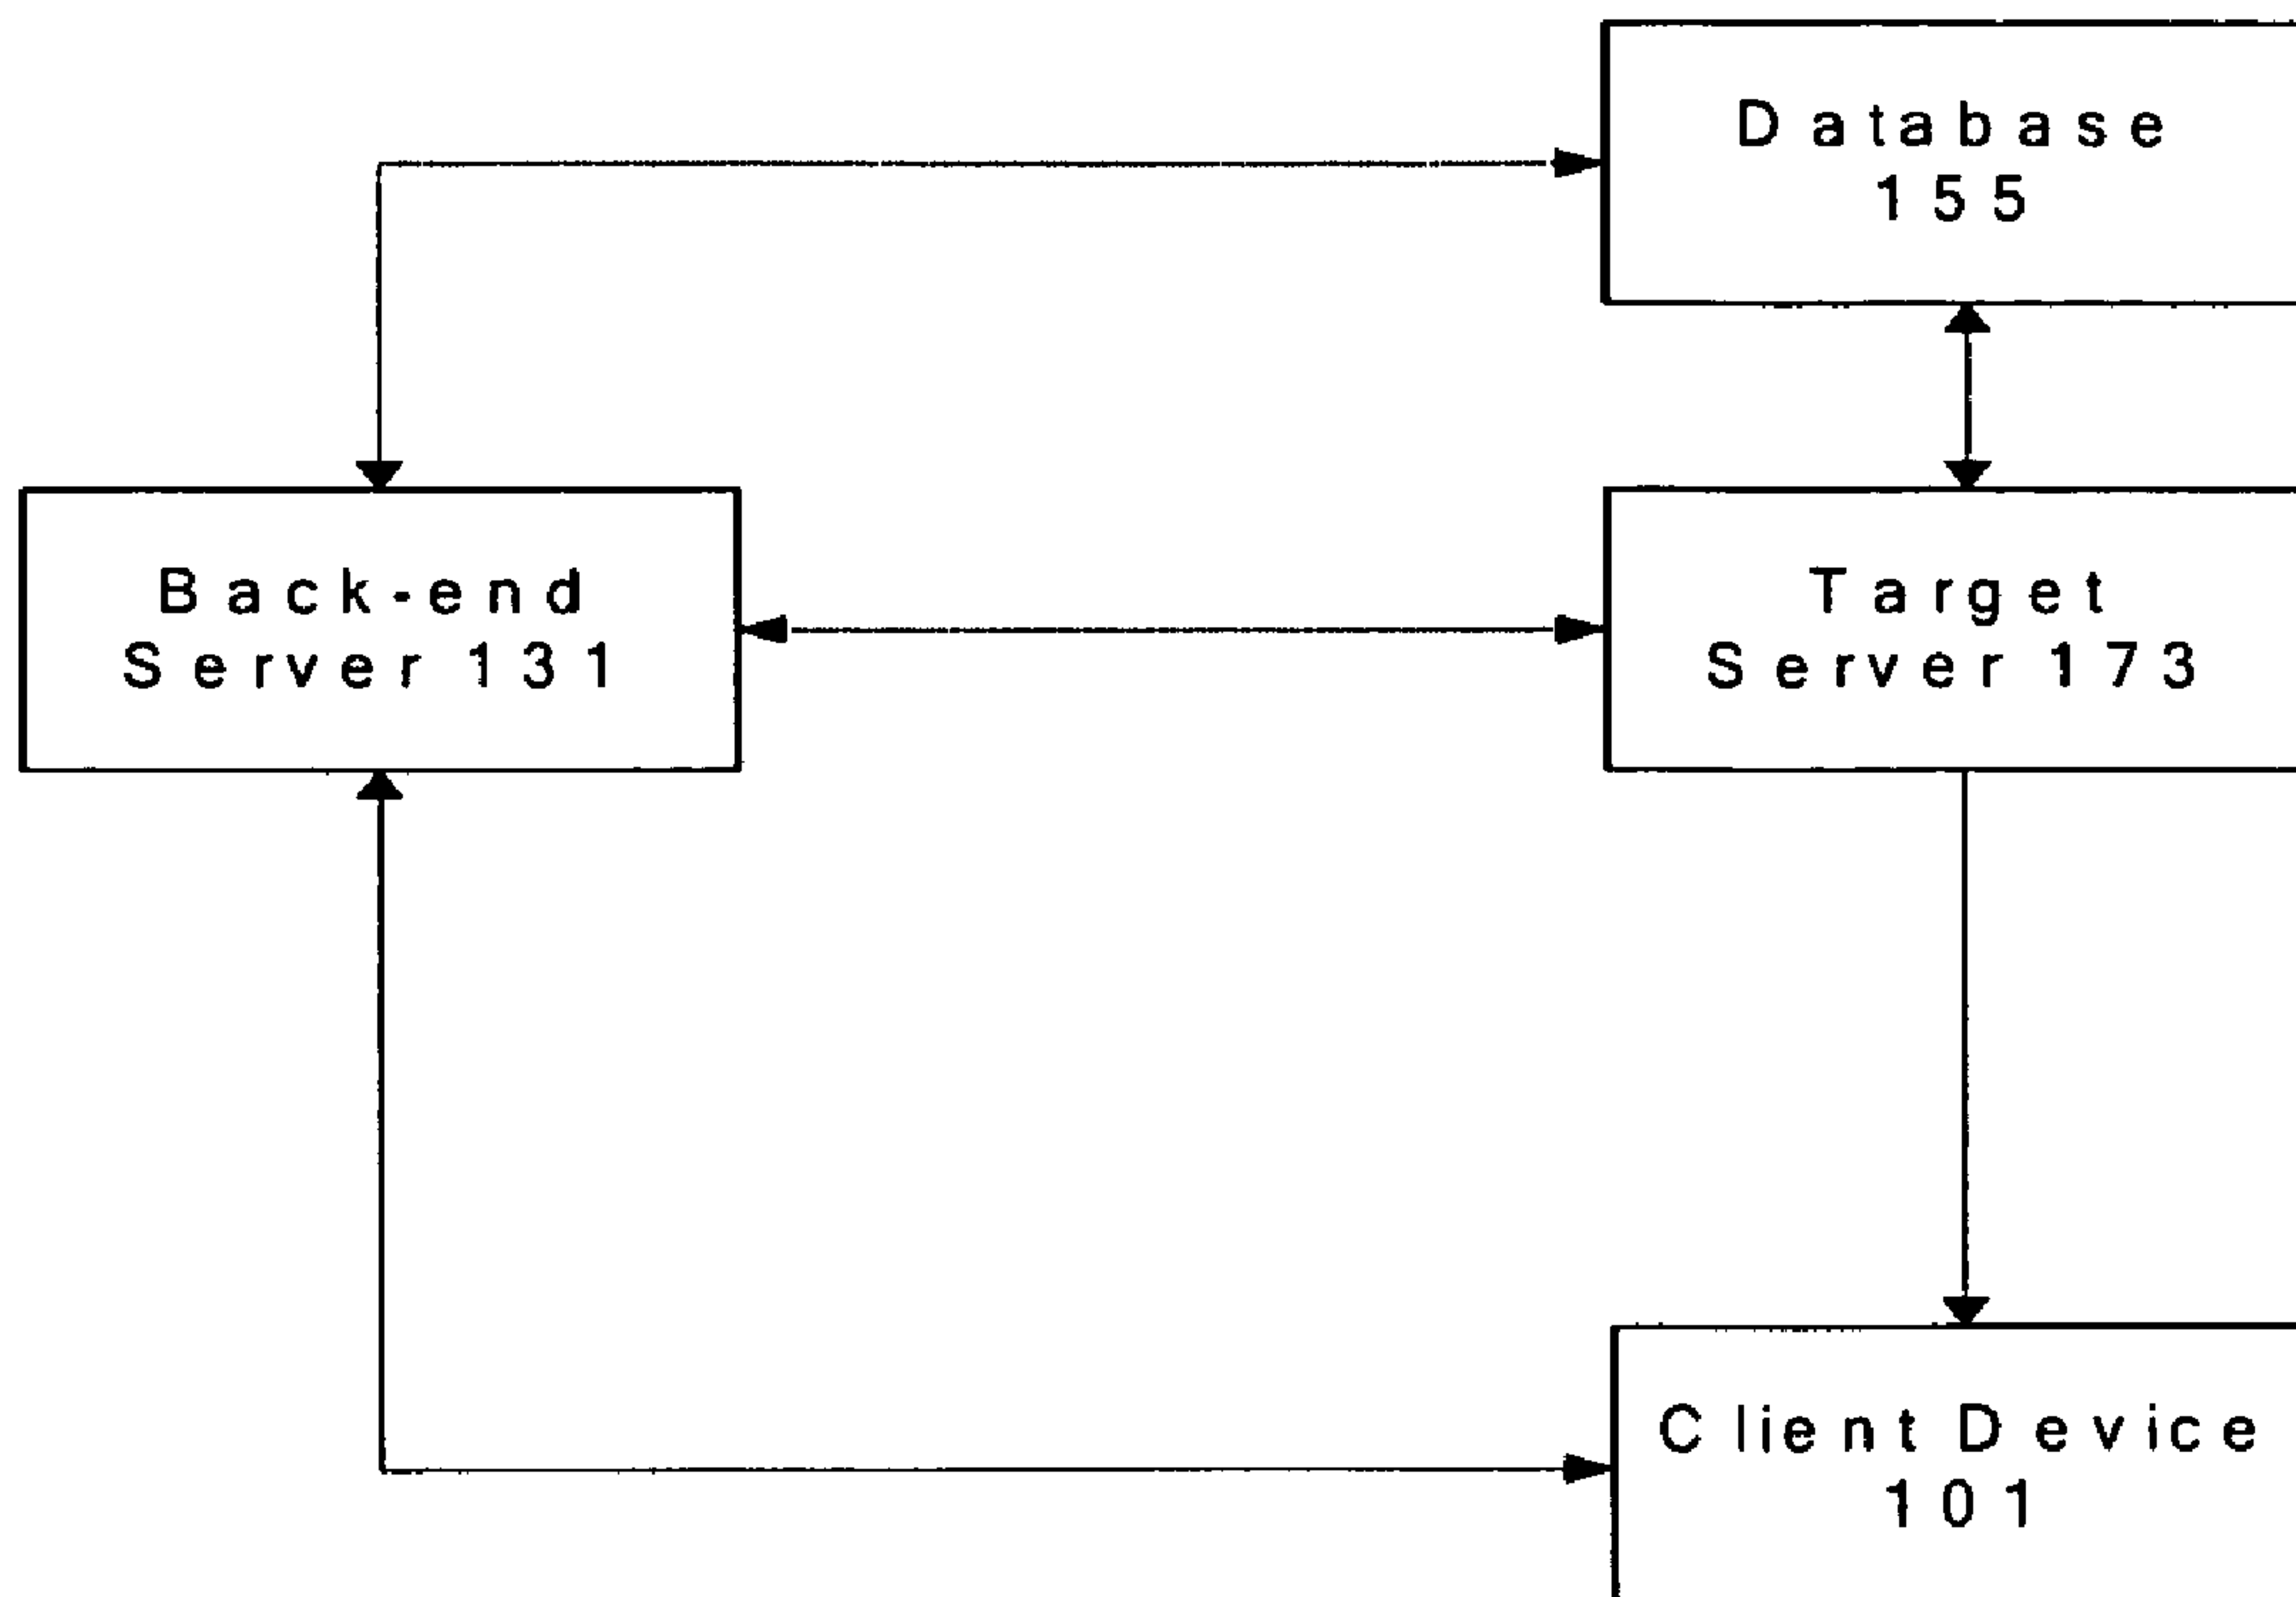 Database
155
Back-end
Server 131
Target
Server 173
Client Device
101